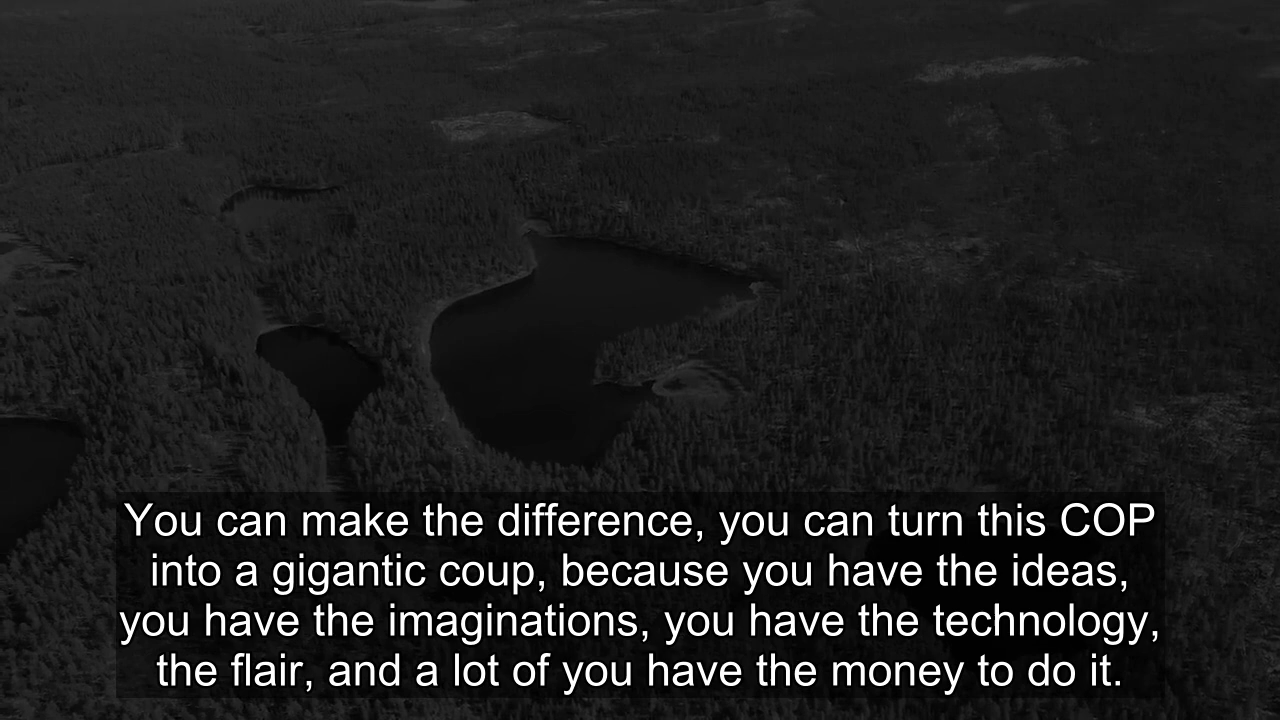 You can make the difference, you can turn this COP
into a gigantic coup, because you have the ideas,
you have the imaginations, you have the technology,
the flair, and a lot of you have the money to do it.